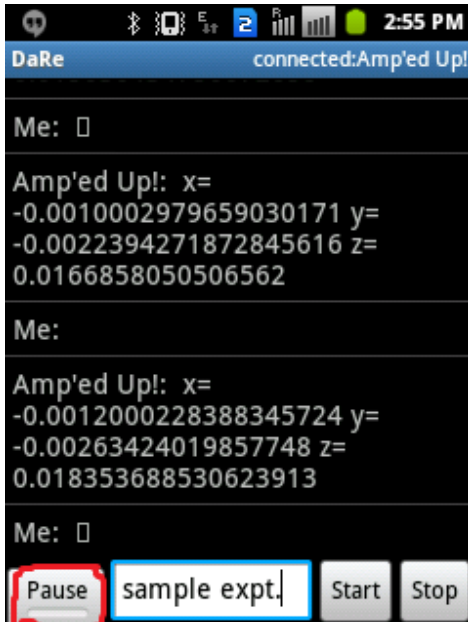 2:55 PM
DaRe
connected:Amp'ed Up!
Me: ▯
Amp'ed Up!: x=
-0.0010002979659030171 y=
-0.0022394271872845616 z=
0.0166858050506562
Me:
Amp'ed Up!: x=
-0.0012000228388345724 y=
-0.00263424019857748 z=
0.018353688530623913
Me: ▯
Pause
sample expt.
Start
Stop